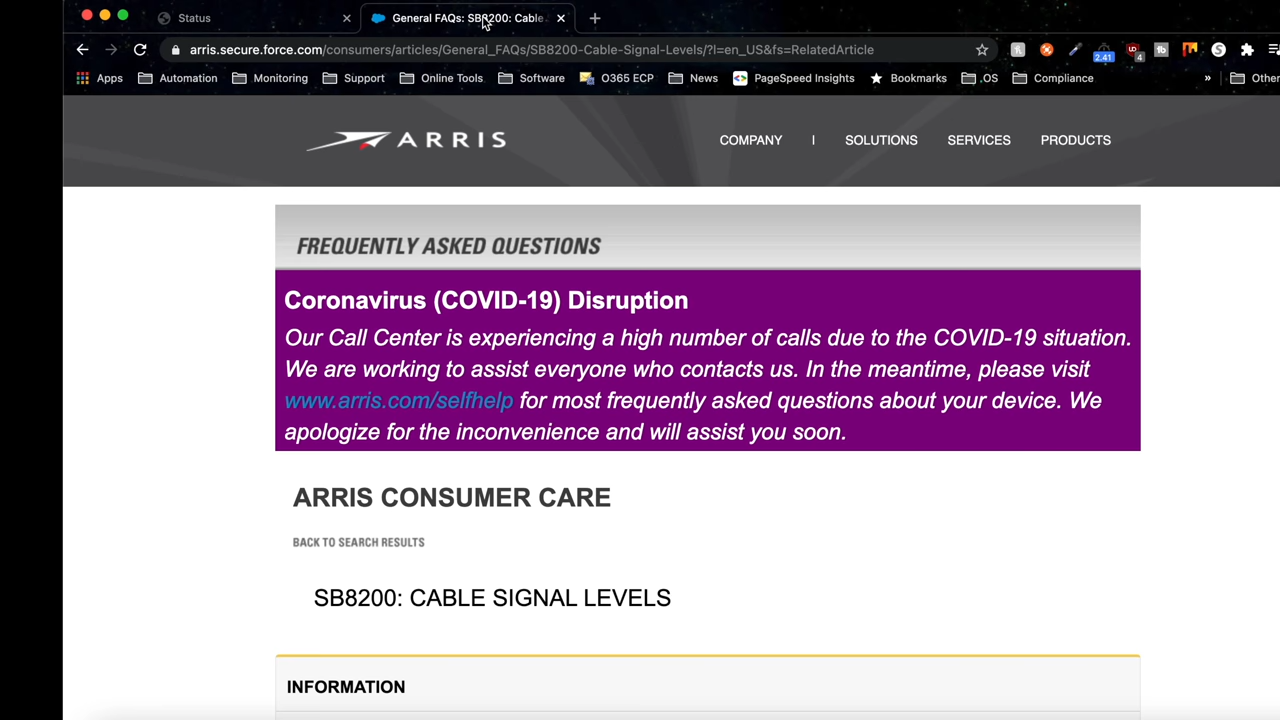 Status
General FAQs: SB8200: Cable
arris.secure.force.com/consumers/articles/General_FAQs/SB8200-Cable-Signal-Levels/?l=en_US&fs=RelatedArticle
2.41
4
Apps Automation Monitoring Support Online Tools Software O365 ECP News PageSpeed Insights Bookmarks .OS Compliance » Other
ARRIS
COMPANY | SOLUTIONS SERVICES PRODUCTS
FREQUENTLY ASKED QUESTIONS
Coronavirus (COVID-19) Disruption
Our Call Center is experiencing a high number of calls due to the COVID-19 situation.
We are working to assist everyone who contacts us. In the meantime, please visit
www.arris.com/selfhelp for most frequently asked questions about your device. We
apologize for the inconvenience and will assist you soon.
ARRIS CONSUMER CARE
BACK TO SEARCH RESULTS
SB8200: CABLE SIGNAL LEVELS
INFORMATION